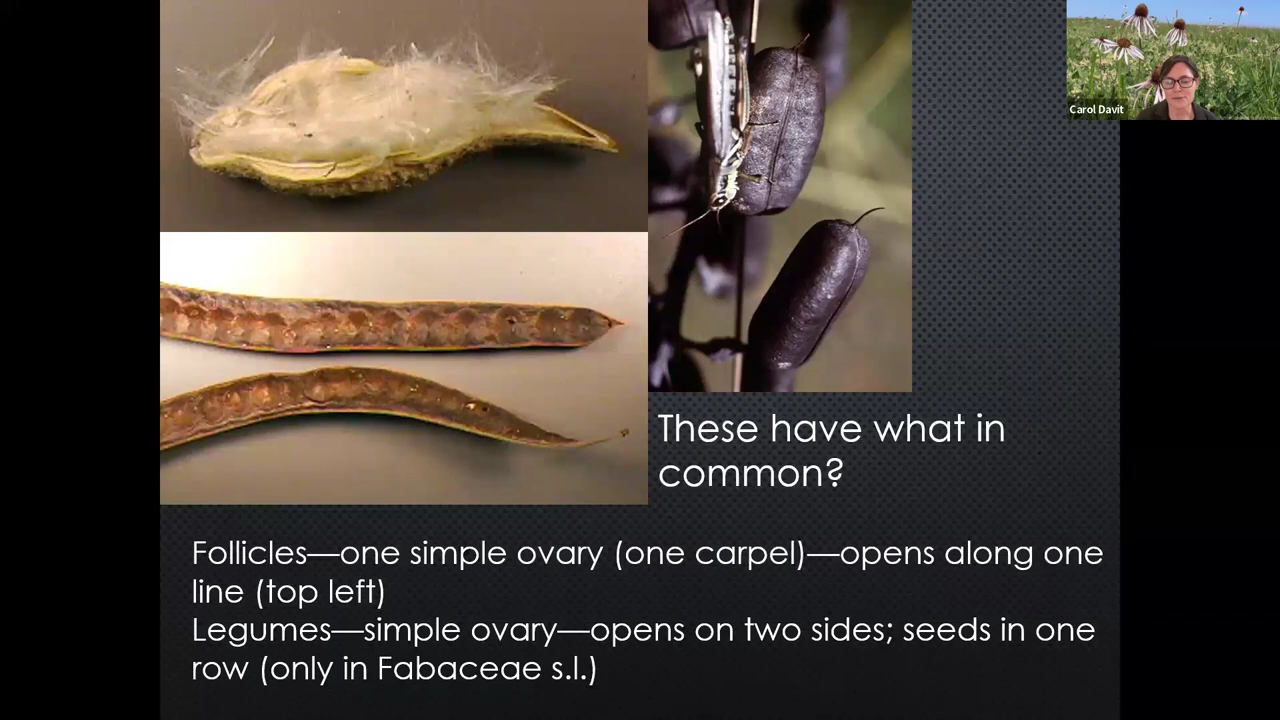 Carol Davit
These have what in
common?
Follicles—one simple ovary (one carpel)—opens along one
line (top left)
Legumes—simple ovary—opens on two sides; seeds in one
row (only in Fabaceae s.l.)